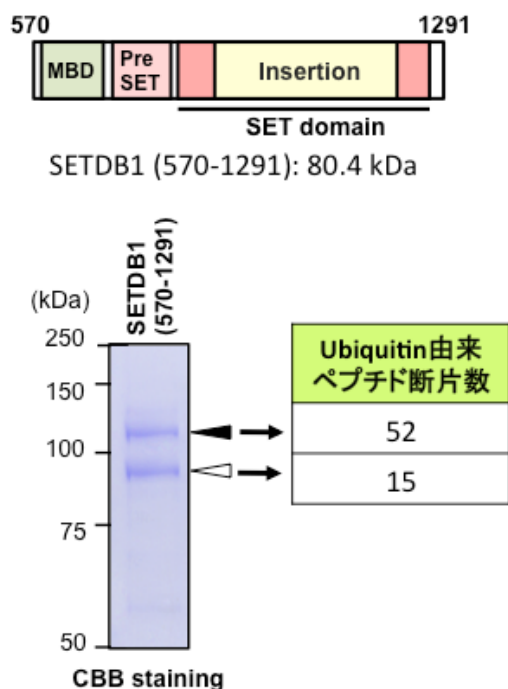 570 1291
MBD
Pre
SET
Insertion
SET domain
SETDB1 (570-1291): 80.4 kDa
(kDa)
SETDB1
(570-1291)
250
150
100
75
50
Ubiquitin由来
ペプチド断片数
52
15
CBB staining